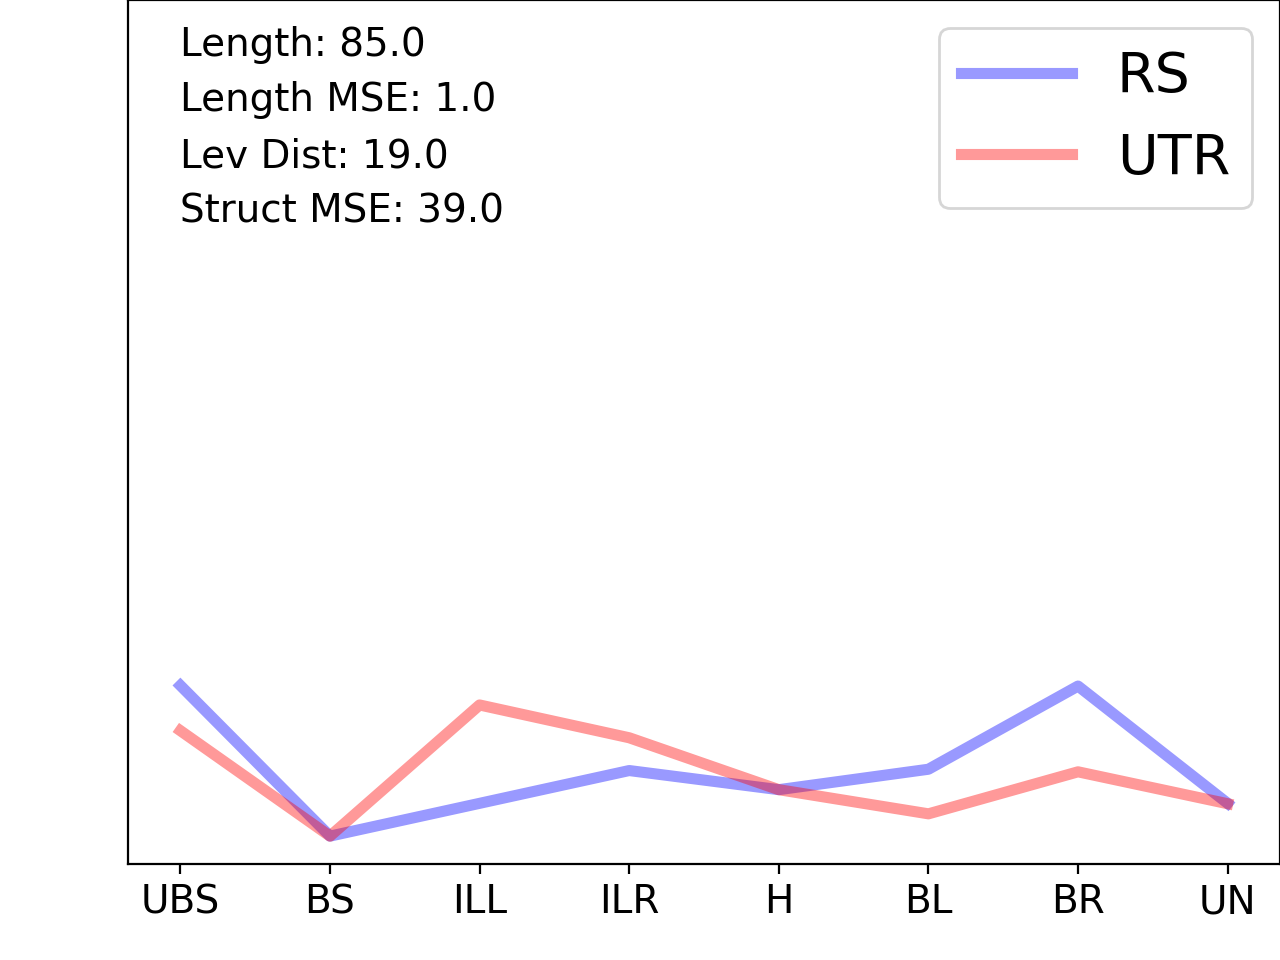 Length: 85.0
Length MSE: 1.0
Lev Dist: 19.0
Struct MSE: 39.0
RS
UTR
UBS BS ILL ILR H BL BR UN